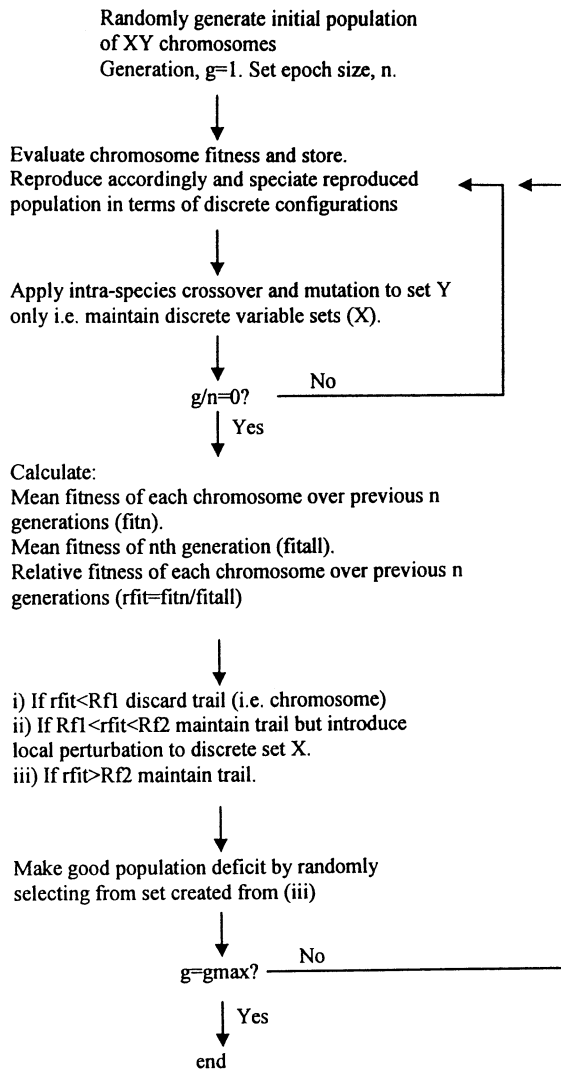 Randomly generate initial population
of XY chromosomes
Generation, g=1. Set epoch size, n.
Evaluate chromosome fitness and store.
Reproduce accordingly and speciate reproduced
population in terms of discrete configurations
Apply intra-species crossover and mutation to set Y
only i.e. maintain discrete variable sets (X).
g/n=0?
No
Yes
Calculate:
Mean fitness of each chromosome over previous n
generations (fitn).
Mean fitness of nth generation (fitall).
Relative fitness of each chromosome over previous n
generations (rfit=fitn/fitall)
i) If rfit<Rf1 discard trail (i.e. chromosome)
ii) If Rf1<rfit<Rf2 maintain trail but introduce
local perturbation to discrete set X.
iii) If rfit>Rf2 maintain trail.
Make good population deficit by randomly
selecting from set created from (iii)
g=gmax?
No
Yes
end